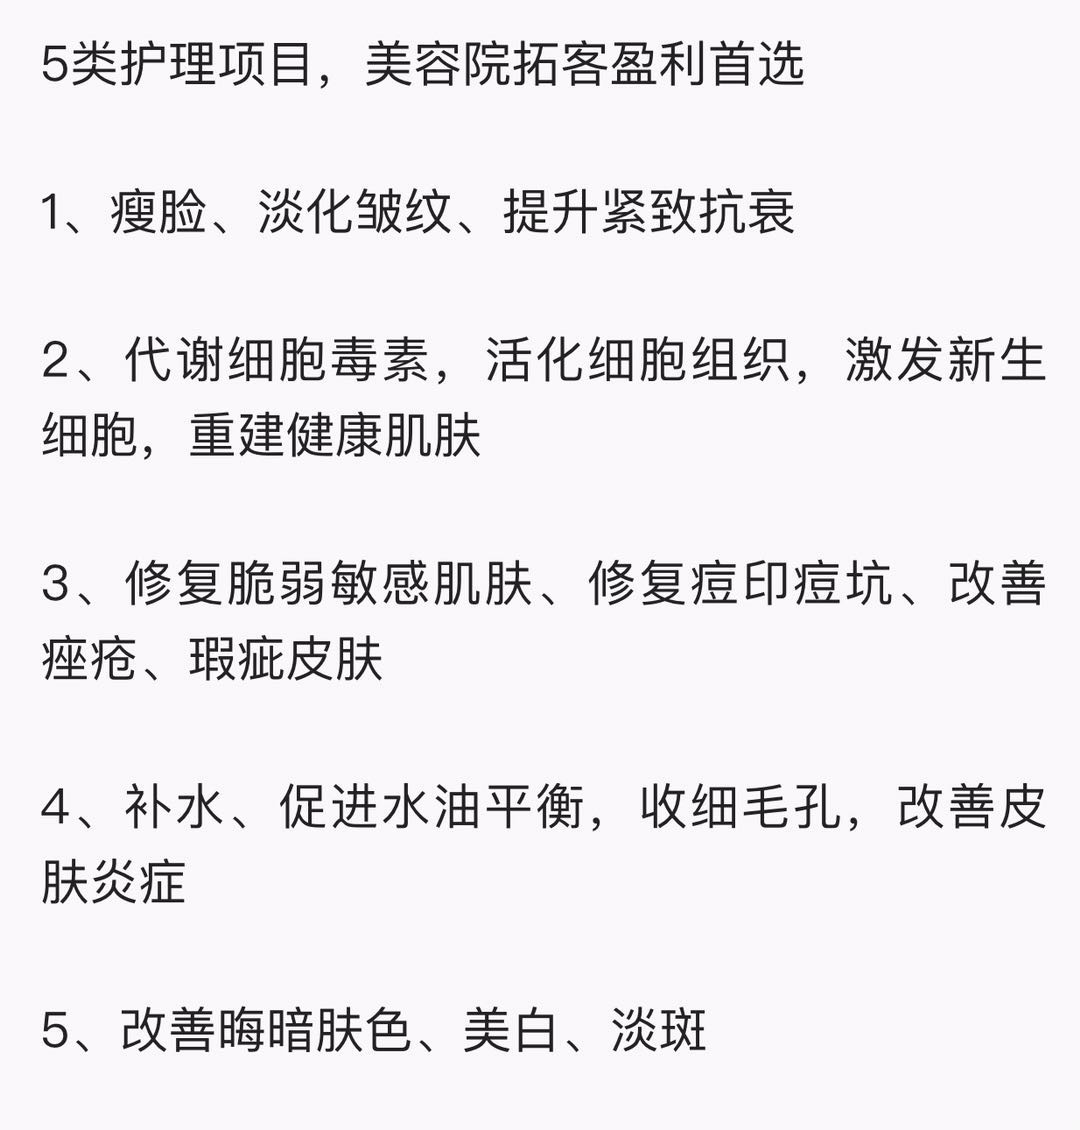 5类护理项目，美容院拓客盈利首选
1、瘦脸、淡化皱纹、提升紧致抗衰
2、代谢细胞毒素，活化细胞组织，激发新生
细胞，重建健康肌肤
3、修复脆弱敏感肌肤、修复痘印痘坑、改善
痤疮、瑕疵皮肤
4、补水、促进水油平衡，收细毛孔，改善皮
肤炎症
5、改善晦暗肤色、美白、淡斑